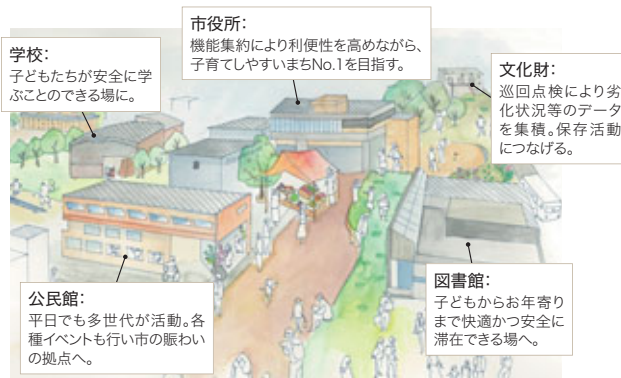 市役所：
機能集約により利便性を高めながら、
子育てしやすいまちNo.1を目指す。
学校：
子どもたちが安全に学
ぶことのできる場に。
文化財：
巡回点検により劣
化状況等のデータ
を集積。保存活動
につなげる。
公民館：
平日でも多世代が活動。各
種イベントも行い市の賑わい
の拠点へ。
図書館：
子どもからお年寄り
まで快適かつ安全に
滞在できる場へ。